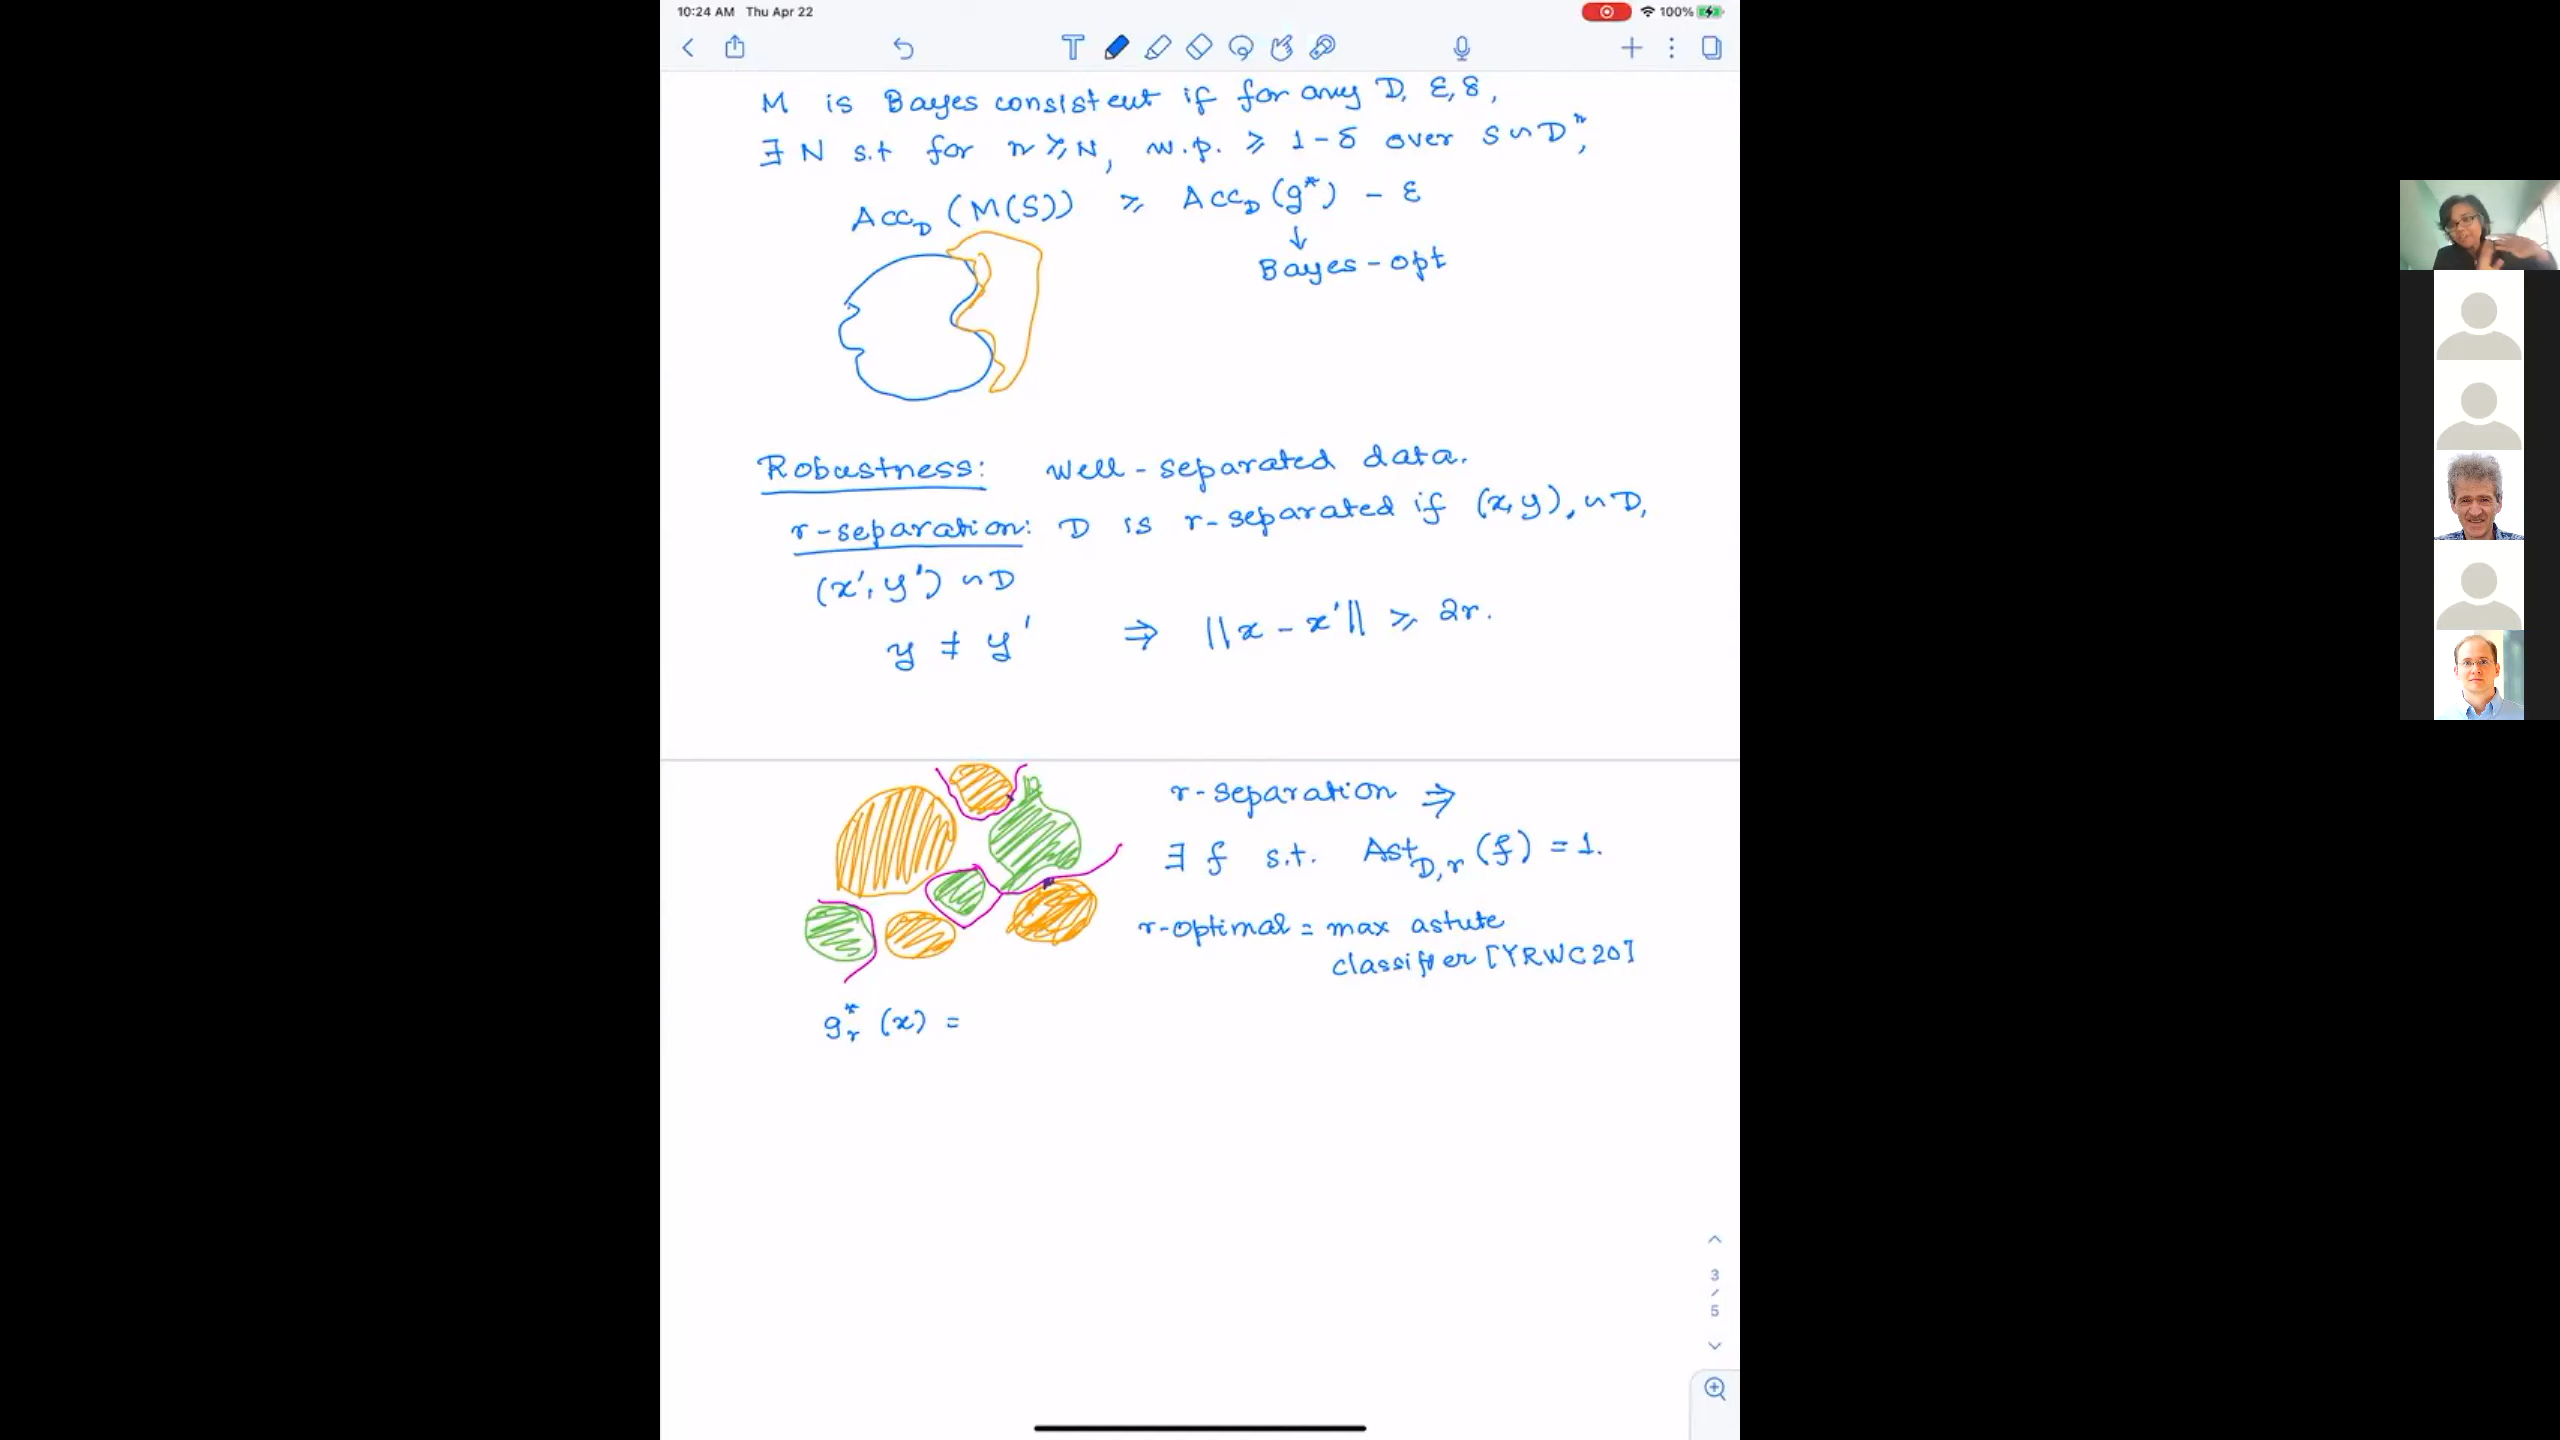 10:24 AM Thu Apr 22
100%
M is Bayes consistent if for any D, ε, δ,
∃ N s.t for n ≥ N, w.p. ≥ 1-δ over S ~ Dⁿ,
Acc_D (M(S)) ≥ Acc_D (g*) - ε
↓
Bayes-opt
Robustness: well-separated data.
r-separation: D is r-separated if (x, y) ~ D,
(x', y') ~ D
y ≠ y' ⇒ ||x - x'|| ≥ 2r.
r-separation ⇒
∃ f s.t. Ast_{D,r} (f) = 1.
r-optimal = max astute
classifier [YRWC20]
g*_r (x) =
3
/
5